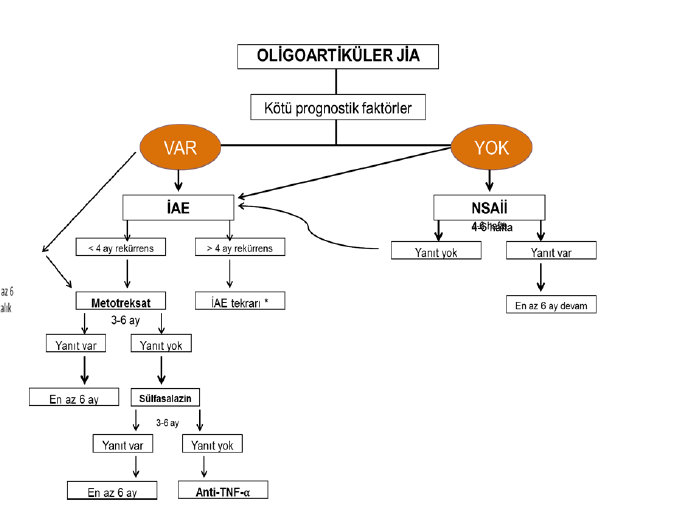 OLİGOARTİKÜLER JİA
Kötü prognostik faktörler
VAR
YOK
İAE
NSAİİ
4-6 hafta
< 4 ay rekürrens
> 4 ay rekürrens
Yanıt yok
Yanıt var
az 6
alık
Metotreksat
İAE tekrarı *
En az 6 ay devam
3-6 ay
Yanıt var
Yanıt yok
En az 6 ay
Sülfasalazin
3-6 ay
Yanıt var
Yanıt yok
En az 6 ay
Anti-TNF-α